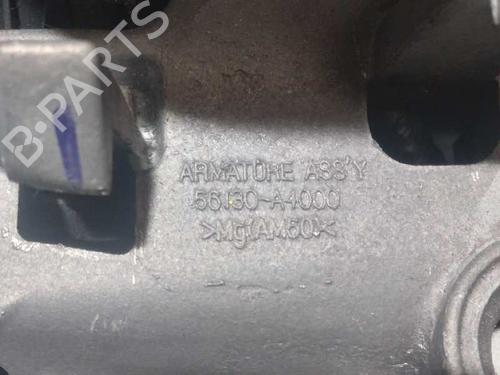 B-PARTS
ARMATURE ASS'Y
56130-A4000
>Mg(AM60)<